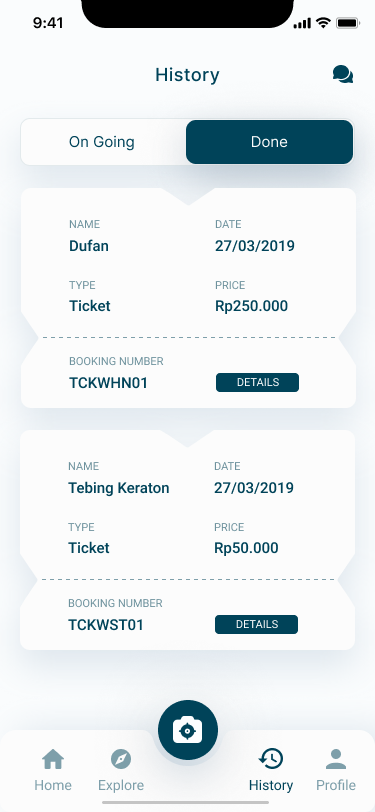 9:41
History
On Going Done
NAME DATE
Dufan 27/03/2019
TYPE PRICE
Ticket Rp250.000
BOOKING NUMBER
TCKWHN01 DETAILS
NAME DATE
Tebing Keraton 27/03/2019
TYPE PRICE
Ticket Rp50.000
BOOKING NUMBER
TCKWST01 DETAILS
Home Explore History Profile